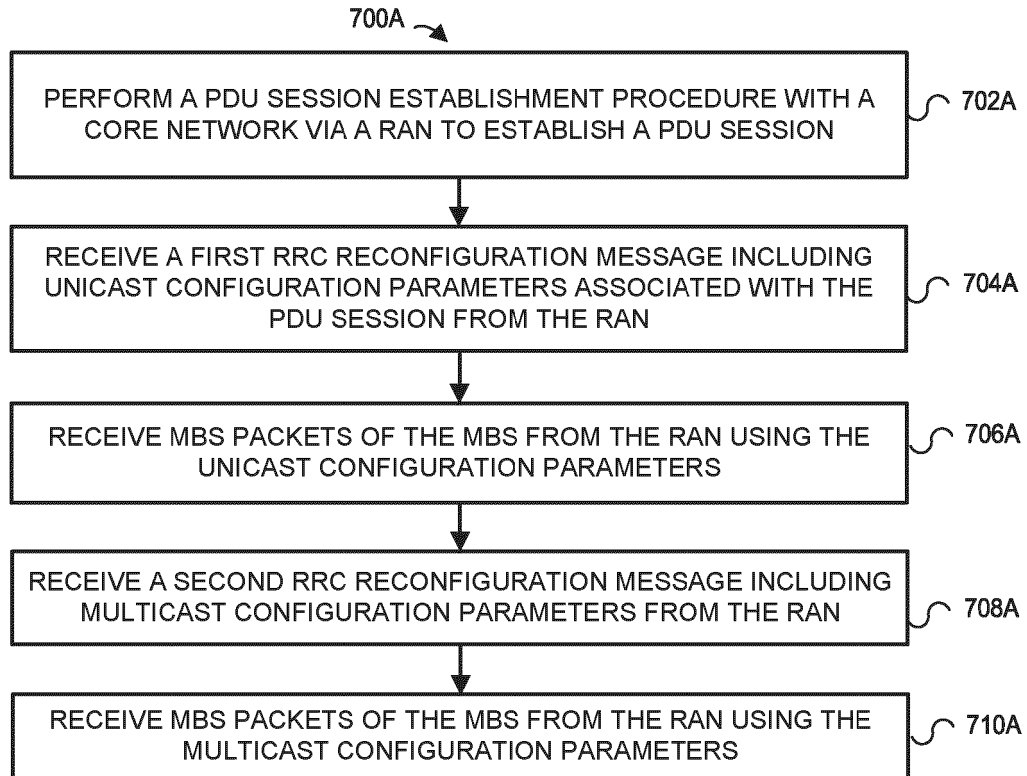 700A
PERFORM A PDU SESSION ESTABLISHMENT PROCEDURE WITH A
CORE NETWORK VIA A RAN TO ESTABLISH A PDU SESSION
702A
RECEIVE A FIRST RRC RECONFIGURATION MESSAGE INCLUDING
UNICAST CONFIGURATION PARAMETERS ASSOCIATED WITH THE
PDU SESSION FROM THE RAN
704A
RECEIVE MBS PACKETS OF THE MBS FROM THE RAN USING THE
UNICAST CONFIGURATION PARAMETERS
706A
RECEIVE A SECOND RRC RECONFIGURATION MESSAGE INCLUDING
MULTICAST CONFIGURATION PARAMETERS FROM THE RAN
708A
RECEIVE MBS PACKETS OF THE MBS FROM THE RAN USING THE
MULTICAST CONFIGURATION PARAMETERS
710A